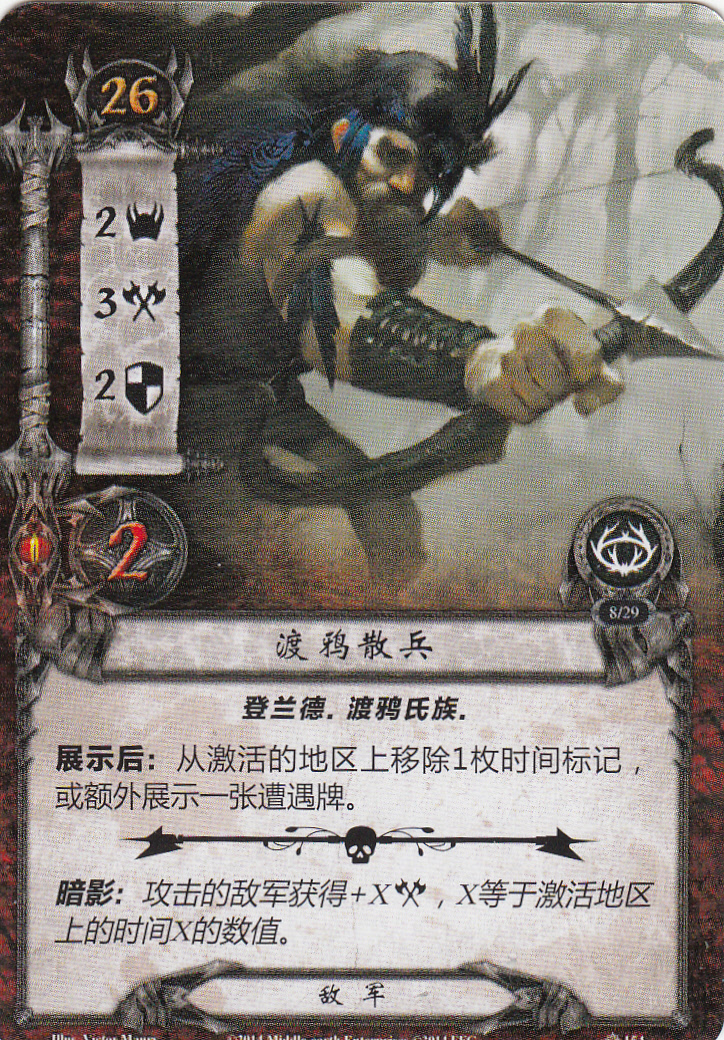 26
2
3
2
2
8/29
渡鸦散兵
登兰德. 渡鸦氏族.
展示后：从激活的地区上移除1枚时间标记，
或额外展示一张遭遇牌。
暗影：攻击的敌军获得+X，X等于激活地区
上的时间X的数值。
敌军